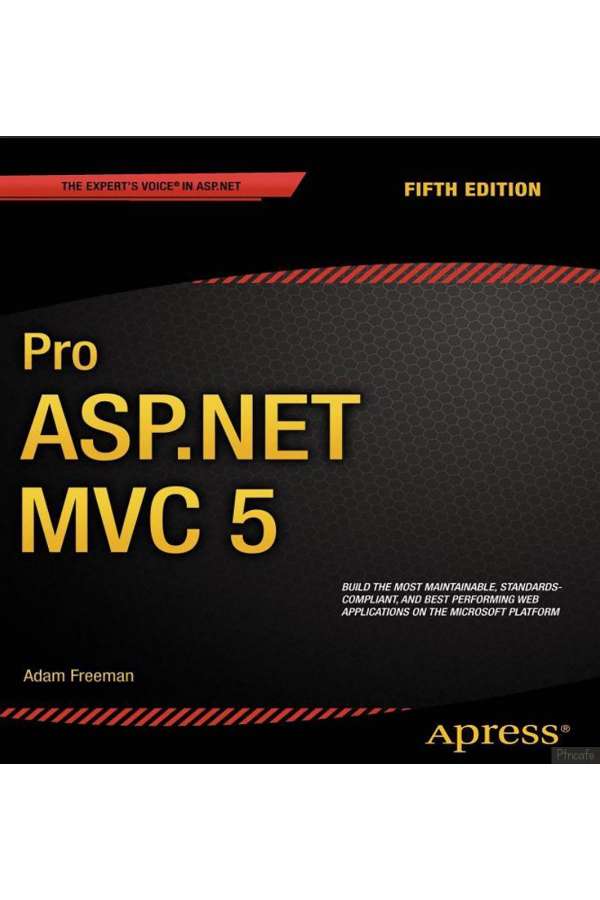 THE EXPERT'S VOICE® IN ASP.NET
FIFTH EDITION
Pro
ASP.NET
MVC 5
BUILD THE MOST MAINTAINABLE, STANDARDS-
COMPLIANT, AND BEST PERFORMING WEB
APPLICATIONS ON THE MICROSOFT PLATFORM
Adam Freeman
Apress®